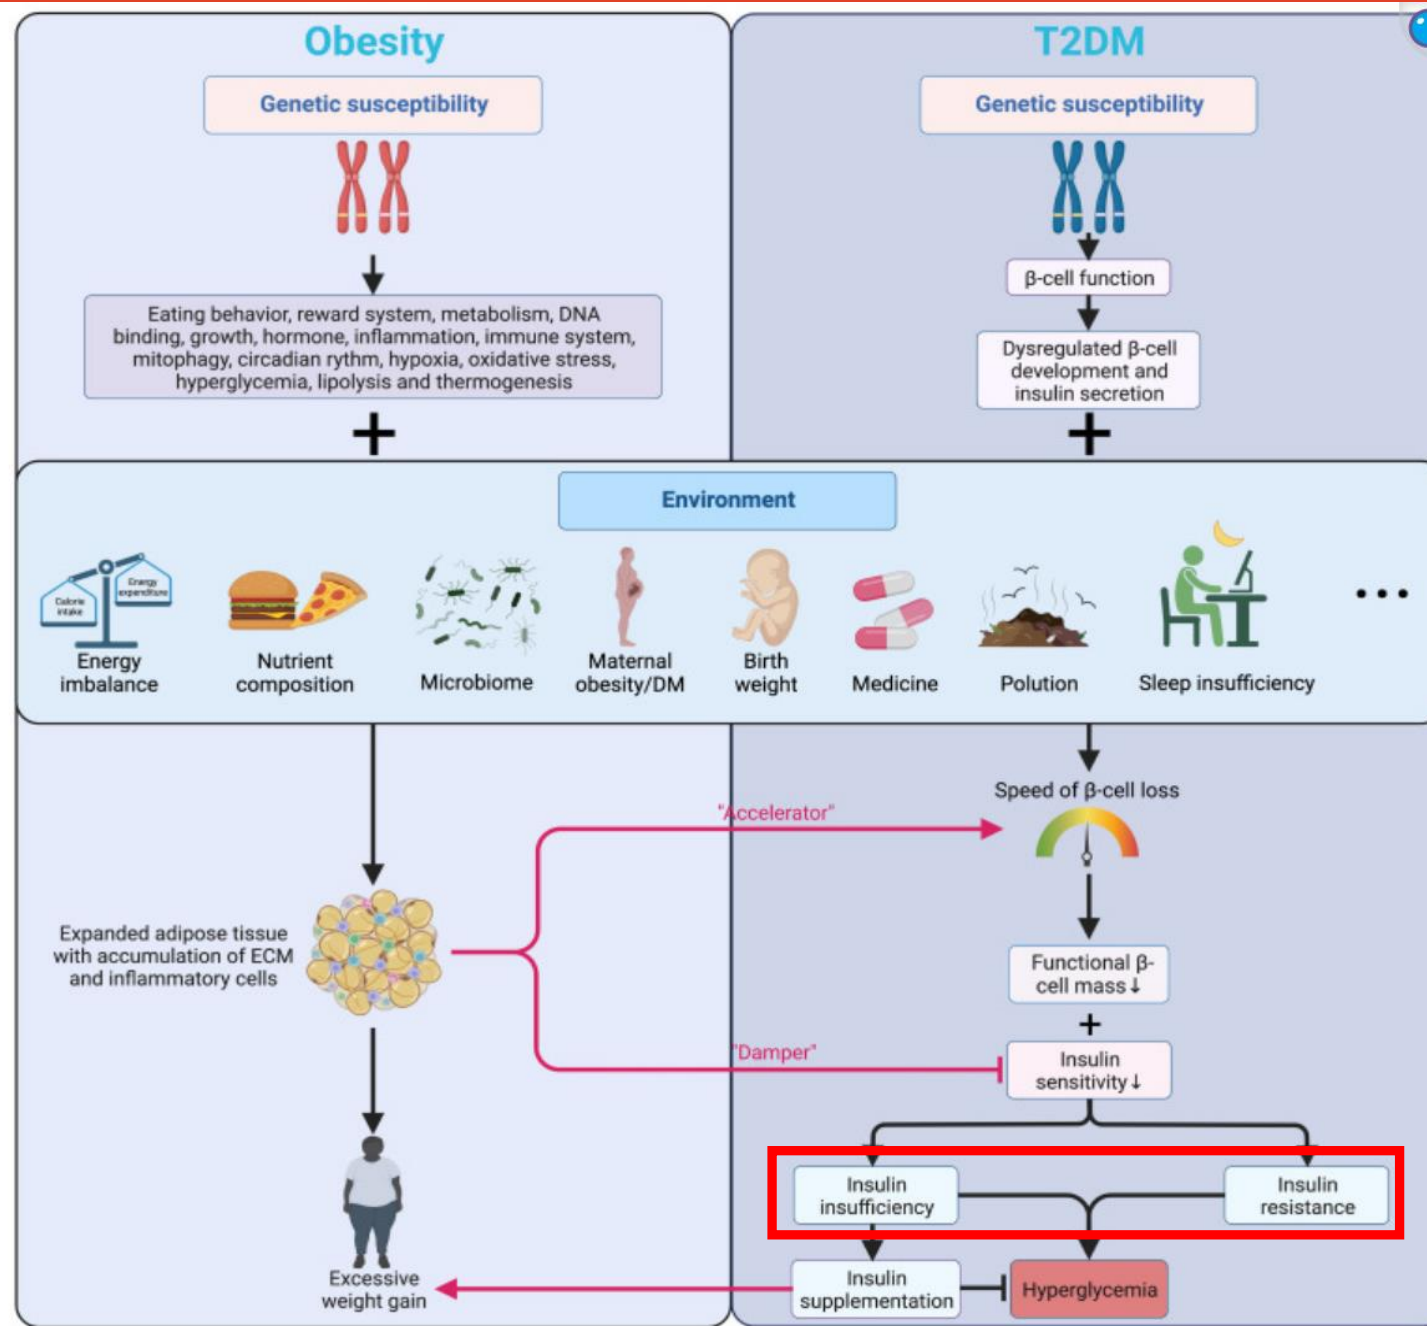 Obesity
Genetic susceptibility
Eating behavior, reward system, metabolism, DNA
binding, growth, hormone, inflammation, immune system,
mitophagy, circadian rythm, hypoxia, oxidative stress,
hyperglycemia, lipolysis and thermogenesis
+
T2DM
Genetic susceptibility
β-cell function
Dysregulated β-cell
development and
insulin secretion
+
Environment
Calorie
intake
Energy
expenditure
Energy
imbalance
Nutrient
composition
Microbiome
Maternal
obesity/DM
Birth
weight
Medicine
Polution
Sleep insufficiency
...
Speed of β-cell loss
"Accelerator"
Expanded adipose tissue
with accumulation of ECM
and inflammatory cells
Functional β-
cell mass↓
+
"Damper"
Insulin
sensitivity↓
Insulin
insufficiency
Insulin
resistance
Excessive
weight gain
Insulin
supplementation
Hyperglycemia